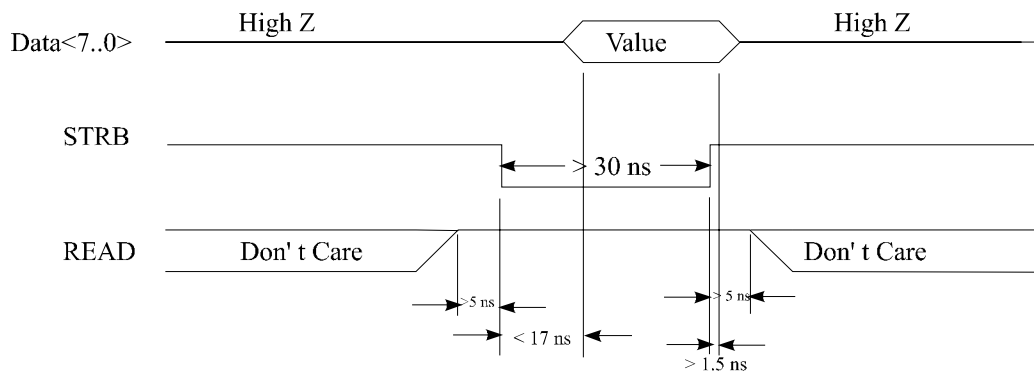 High Z
High Z
Data<7..0>
Value
STRB
> 30 ns
READ
Don' t Care
Don' t Care
>5 ns
> 5 ns
< 17 ns
> 1.5 ns